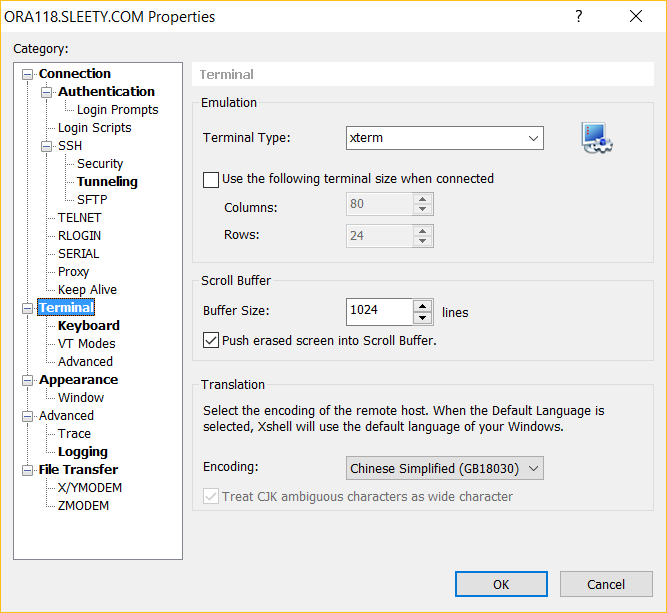 ORA118.SLEETY.COM Properties
Category:
Connection
Authentication
Login Prompts
Login Scripts
SSH
Security
Tunneling
SFTP
TELNET
RLOGIN
SERIAL
Proxy
Keep Alive
Terminal
Keyboard
VT Modes
Advanced
Appearance
Window
Advanced
Trace
Logging
File Transfer
X/YMODEM
ZMODEM
Terminal
Emulation
Terminal Type: xterm
Use the following terminal size when connected
Columns: 80
Rows: 24
Scroll Buffer
Buffer Size: 1024 lines
Push erased screen into Scroll Buffer.
Translation
Select the encoding of the remote host. When the Default Language is
selected, Xshell will use the default language of your Windows.
Encoding: Chinese Simplified (GB18030)
Treat CJK ambiguous characters as wide character
OK Cancel